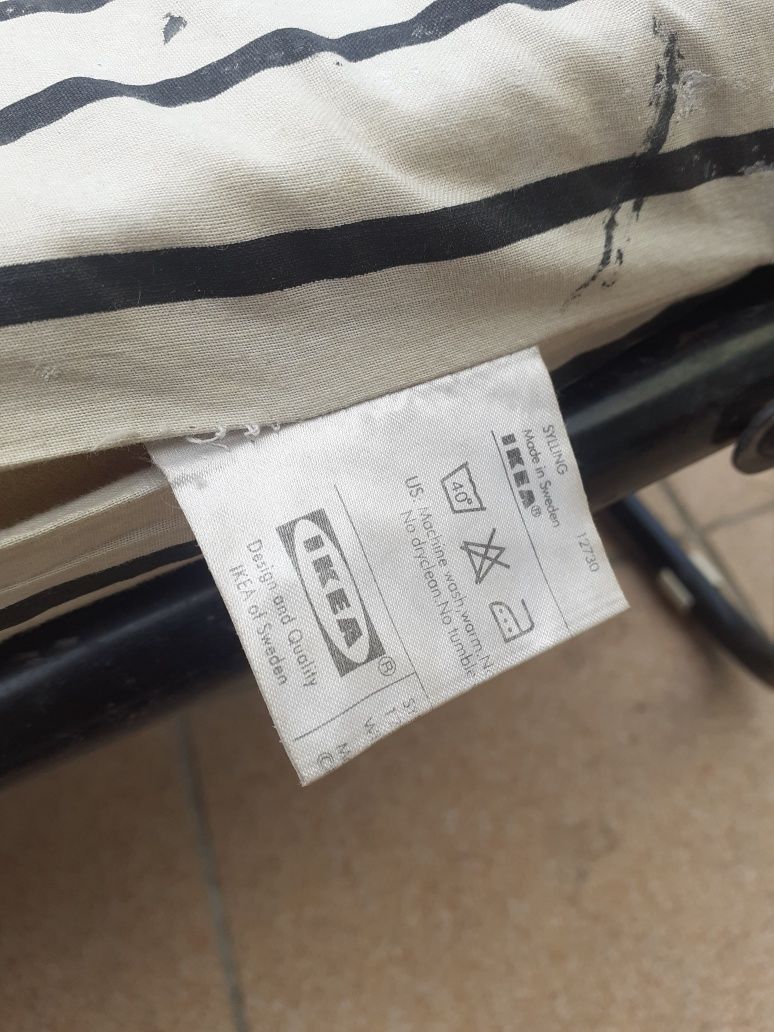 SYLLING
Made in Sweden
IKEA®
12730
40°
US. Machine wash, warm.
No dryclean. No tumble
IKEA®
Design and Quality
IKEA of Sweden